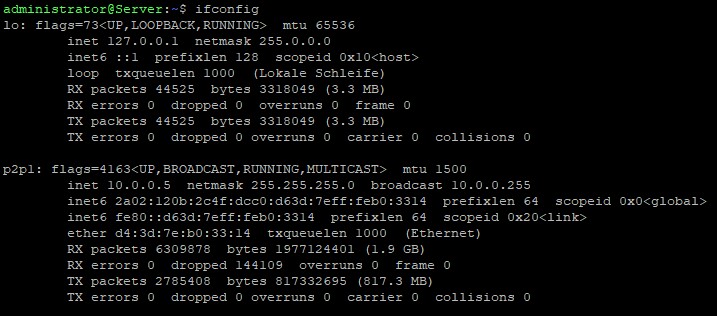 administrator@Server:~$ ifconfig
lo: flags=73<UP,LOOPBACK,RUNNING>  mtu 65536
        inet 127.0.0.1  netmask 255.0.0.0
        inet6 ::1  prefixlen 128  scopeid 0x10<host>
        loop  txqueuelen 1000  (Lokale Schleife)
        RX packets 44525  bytes 3318049 (3.3 MB)
        RX errors 0  dropped 0  overruns 0  frame 0
        TX packets 44525  bytes 3318049 (3.3 MB)
        TX errors 0  dropped 0 overruns 0  carrier 0  collisions 0

p2p1: flags=4163<UP,BROADCAST,RUNNING,MULTICAST>  mtu 1500
        inet 10.0.0.5  netmask 255.255.255.0  broadcast 10.0.0.255
        inet6 2a02:120b:2c4f:dcc0:d63d:7eff:feb0:3314  prefixlen 64  scopeid 0x0<global>
        inet6 fe80::d63d:7eff:feb0:3314  prefixlen 64  scopeid 0x20<link>
        ether d4:3d:7e:b0:33:14  txqueuelen 1000  (Ethernet)
        RX packets 6309878  bytes 1977124401 (1.9 GB)
        RX errors 0  dropped 144109  overruns 0  frame 0
        TX packets 2785408  bytes 817332695 (817.3 MB)
        TX errors 0  dropped 0 overruns 0  carrier 0  collisions 0